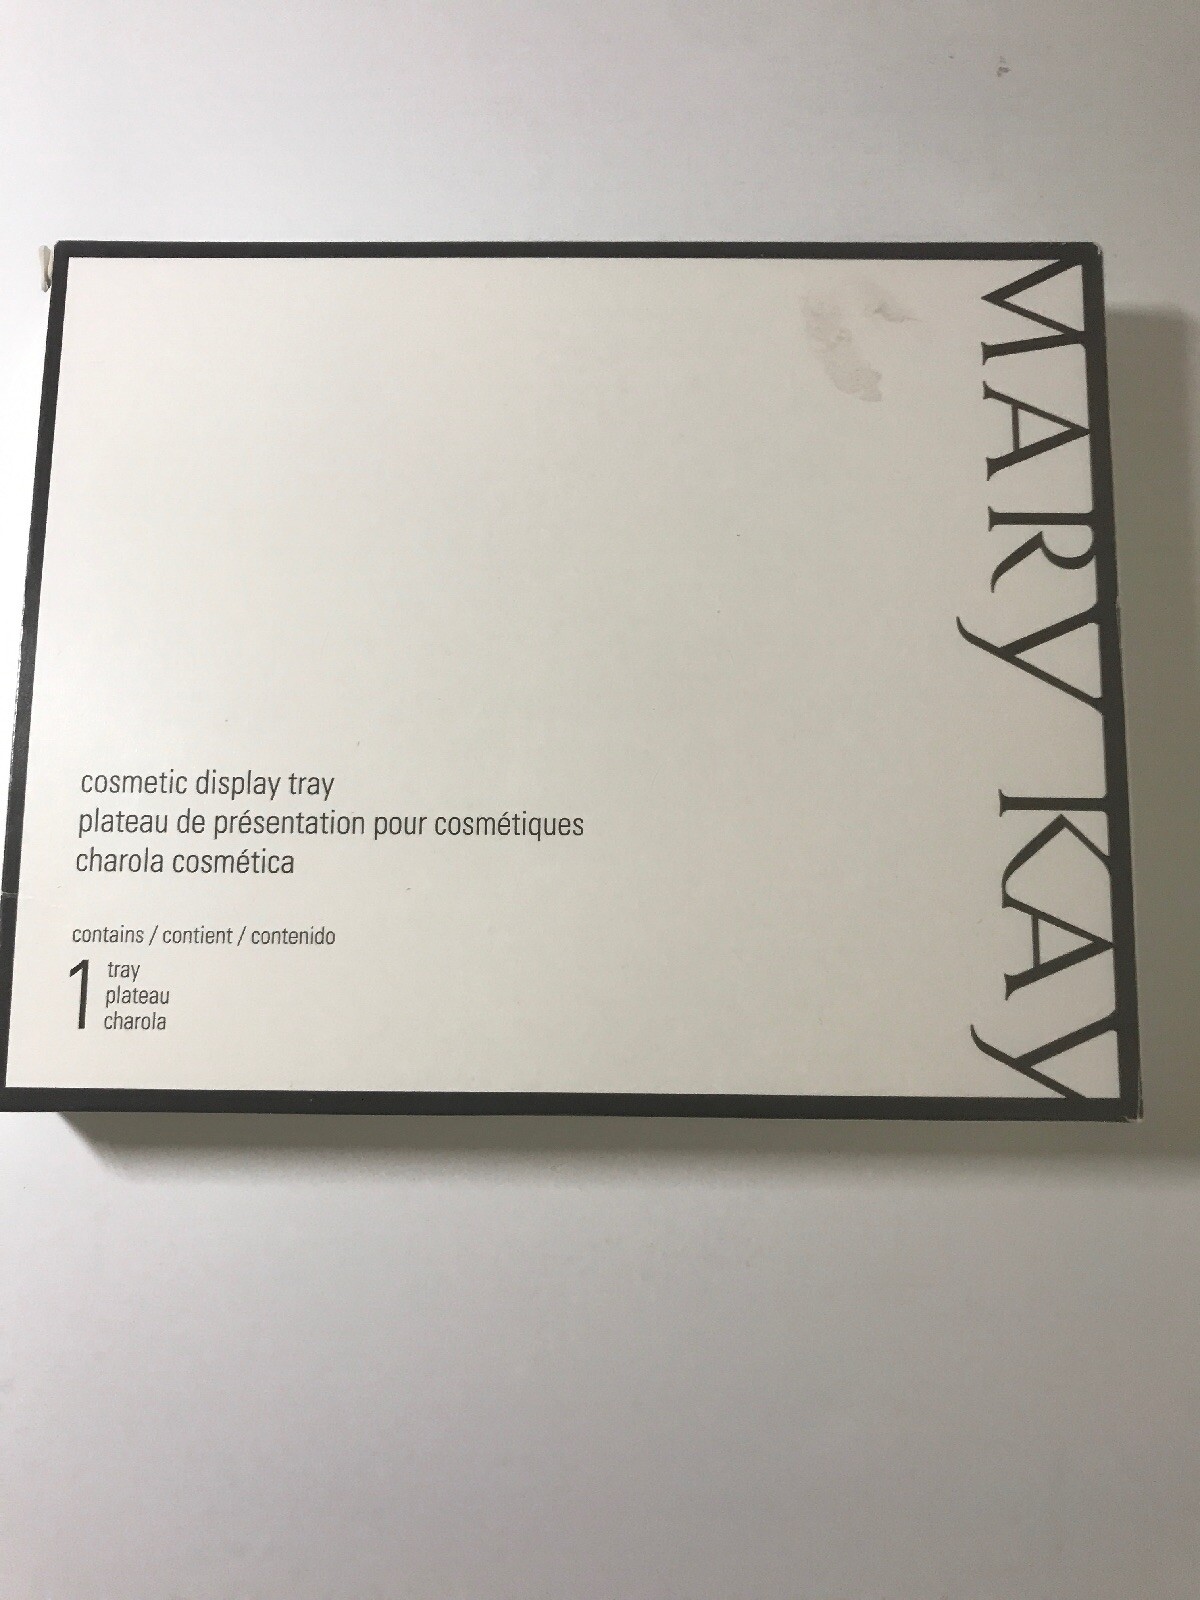 MARY KAY
cosmetic display tray
plateau de présentation pour cosmétiques
charola cosmética
contains / contient / contenido
1 tray
plateau
charola